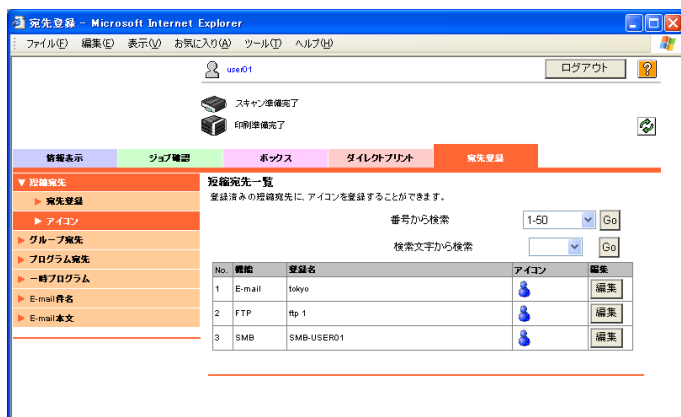 宛先登録 - Microsoft Internet Explorer
ファイル(F) 編集(E) 表示(V) お気に入り(A) ツール(T) ヘルプ(H)
user01 ログアウト ?
スキャン準備完了
印刷準備完了
情報表示 ジョブ確認 ボックス ダイレクトプリント 宛先登録
▼短縮宛先
宛先登録
アイコン
グループ宛先
プログラム宛先
一時プログラム
E-mail件名
E-mail本文
短縮宛先一覧
登録済みの短縮宛先に、アイコンを登録することができます。
番号から検索 1-50 Go
検索文字から検索 Go
No. 機能 登録名 アイコン 編集
1 E-mail tokyo 編集
2 FTP ftp 1 編集
3 SMB SMB-USER01 編集